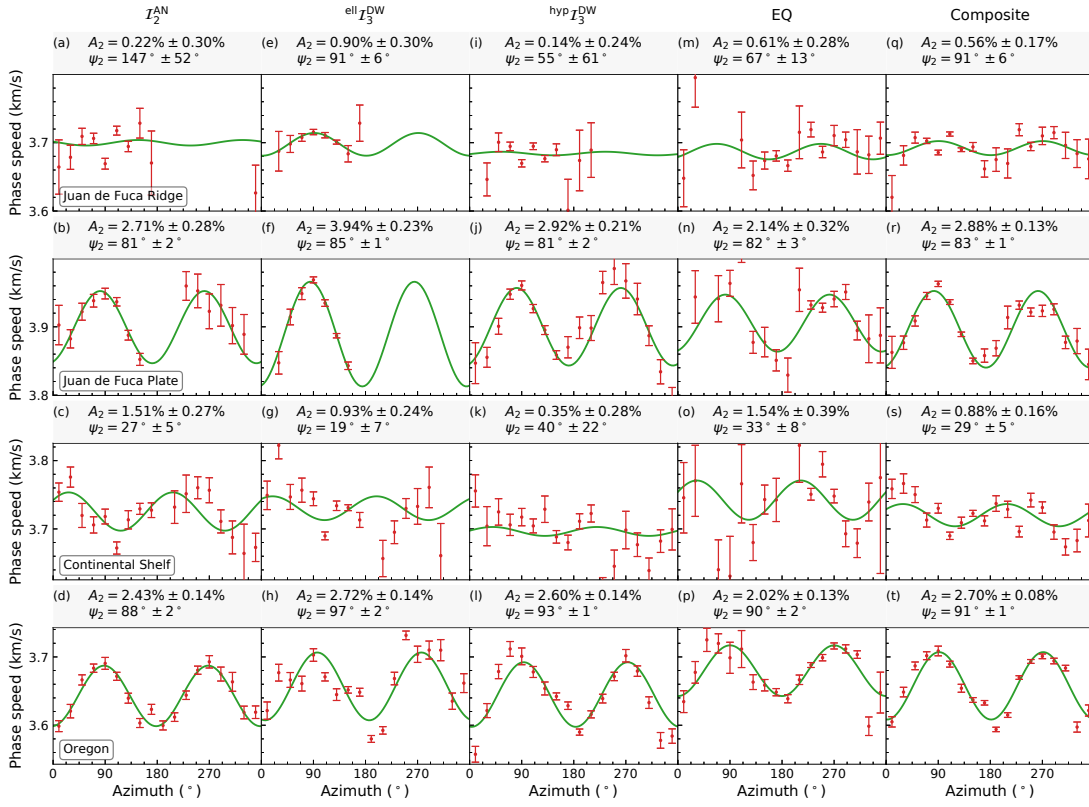 𝓘₂ᴬᴺ ᵉˡˡ𝓘₃ᴰᵂ ʰʸᵖ𝓘₃ᴰᵂ EQ Composite
(a) A₂ = 0.22% ± 0.30%
ψ₂ = 147° ± 52°
(e) A₂ = 0.90% ± 0.30%
ψ₂ = 91° ± 6°
(i) A₂ = 0.14% ± 0.24%
ψ₂ = 55° ± 61°
(m) A₂ = 0.61% ± 0.28%
ψ₂ = 67° ± 13°
(q) A₂ = 0.56% ± 0.17%
ψ₂ = 91° ± 6°
Phase speed (km/s)
3.7
3.6
Juan de Fuca Ridge
(b) A₂ = 2.71% ± 0.28%
ψ₂ = 81° ± 2°
(f) A₂ = 3.94% ± 0.23%
ψ₂ = 85° ± 1°
(j) A₂ = 2.92% ± 0.21%
ψ₂ = 81° ± 2°
(n) A₂ = 2.14% ± 0.32%
ψ₂ = 82° ± 3°
(r) A₂ = 2.88% ± 0.13%
ψ₂ = 83° ± 1°
Phase speed (km/s)
3.9
3.8
Juan de Fuca Plate
(c) A₂ = 1.51% ± 0.27%
ψ₂ = 27° ± 5°
(g) A₂ = 0.93% ± 0.24%
ψ₂ = 19° ± 7°
(k) A₂ = 0.35% ± 0.28%
ψ₂ = 40° ± 22°
(o) A₂ = 1.54% ± 0.39%
ψ₂ = 33° ± 8°
(s) A₂ = 0.88% ± 0.16%
ψ₂ = 29° ± 5°
Phase speed (km/s)
3.8
3.7
Continental Shelf
(d) A₂ = 2.43% ± 0.14%
ψ₂ = 88° ± 2°
(h) A₂ = 2.72% ± 0.14%
ψ₂ = 97° ± 2°
(l) A₂ = 2.60% ± 0.14%
ψ₂ = 93° ± 1°
(p) A₂ = 2.02% ± 0.13%
ψ₂ = 90° ± 2°
(t) A₂ = 2.70% ± 0.08%
ψ₂ = 91° ± 1°
Phase speed (km/s)
3.7
3.6
Oregon
0 90 180 270 0 90 180 270 0 90 180 270 0 90 180 270 0 90 180 270
Azimuth (°) Azimuth (°) Azimuth (°) Azimuth (°) Azimuth (°)